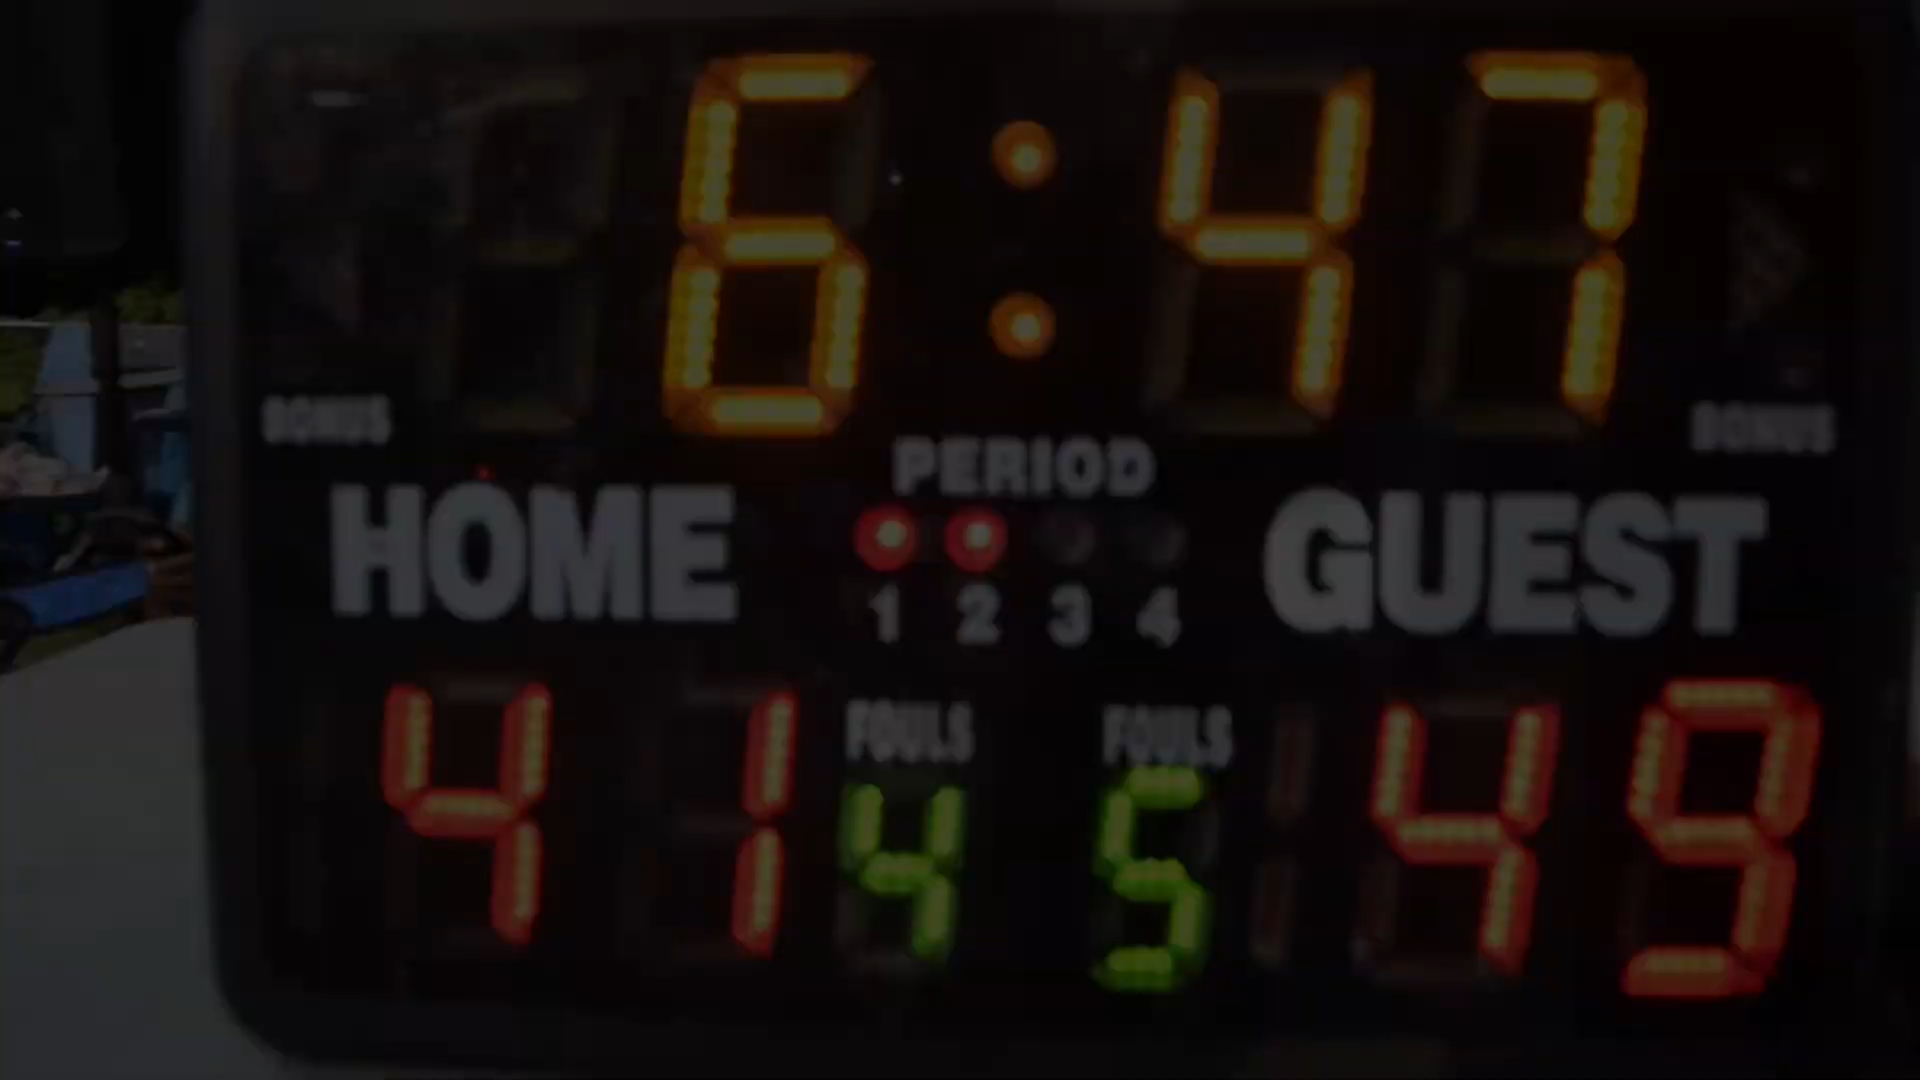 6:47
BONUS BONUS
PERIOD
HOME GUEST
1 2 3 4
FOULS FOULS
41 4 5 49